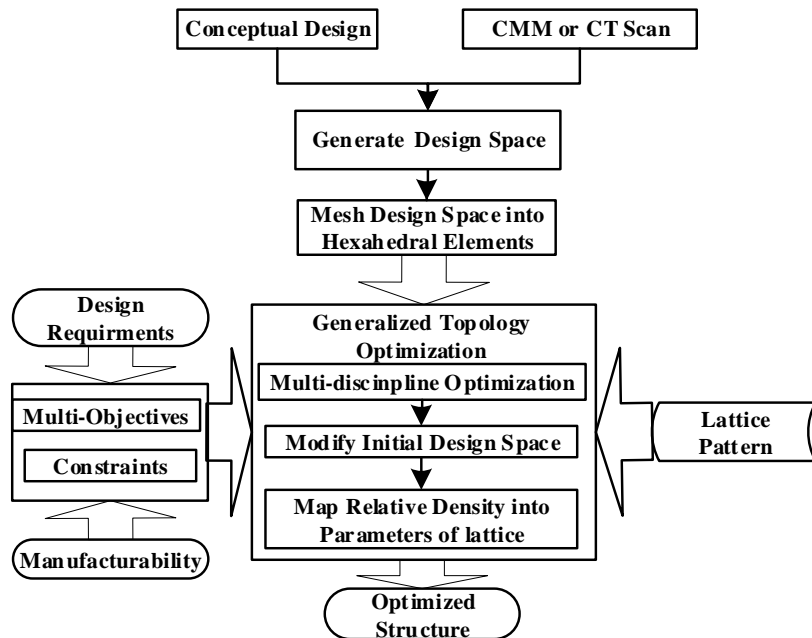 Conceptual Design
CMM or CT Scan
Generate Design Space
Mesh Design Space into
Hexahedral Elements
Design
Requirments
Generalized Topology
Optimization
Multi-discinpline Optimization
Multi-Objectives
Lattice
Pattern
Modify Initial Design Space
Constraints
Map Relative Density into
Parameters of lattice
Manufacturability
Optimized
Structure